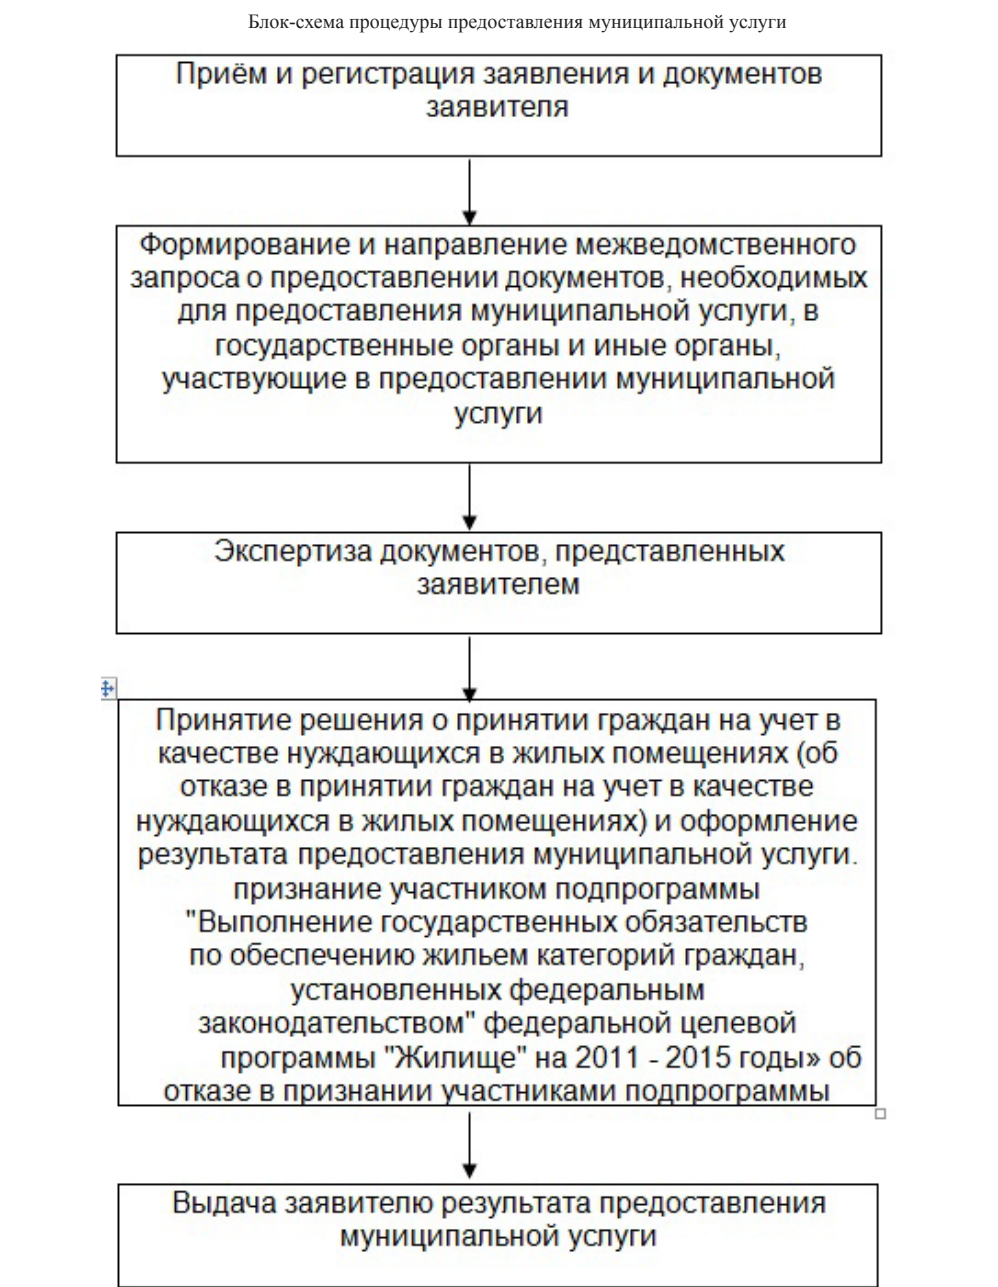 Блок-схема процедуры предоставления муниципальной услуги
Приём и регистрация заявления и документов
заявителя
Формирование и направление межведомственного
запроса о предоставлении документов, необходимых
для предоставления муниципальной услуги, в
государственные органы и иные органы,
участвующие в предоставлении муниципальной
услуги
Экспертиза документов, представленных
заявителем
Принятие решения о принятии граждан на учет в
качестве нуждающихся в жилых помещениях (об
отказе в принятии граждан на учет в качестве
нуждающихся в жилых помещениях) и оформление
результата предоставления муниципальной услуги.
признание участником подпрограммы
"Выполнение государственных обязательств
по обеспечению жильем категорий граждан,
установленных федеральным
законодательством" федеральной целевой
программы "Жилище" на 2011 - 2015 годы» об
отказе в признании участниками подпрограммы
Выдача заявителю результата предоставления
муниципальной услуги